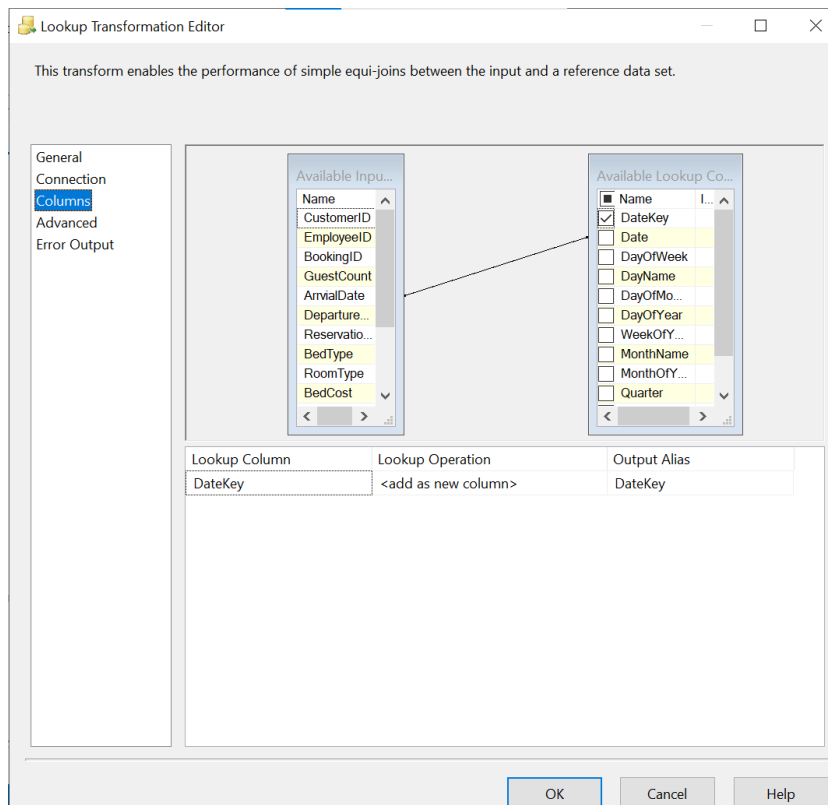 Lookup Transformation Editor
This transform enables the performance of simple equi-joins between the input and a reference data set.
General
Connection
Columns
Advanced
Error Output
Available Inpu...
Name
CustomerID
EmployeeID
BookingID
GuestCount
ArrvialDate
Departure...
Reservatio...
BedType
RoomType
BedCost
Available Lookup Co...
Name I...
DateKey
Date
DayOfWeek
DayName
DayOfMo...
DayOfYear
WeekOfY...
MonthName
MonthOfY...
Quarter
Lookup Column Lookup Operation Output Alias
DateKey <add as new column> DateKey
OK Cancel Help